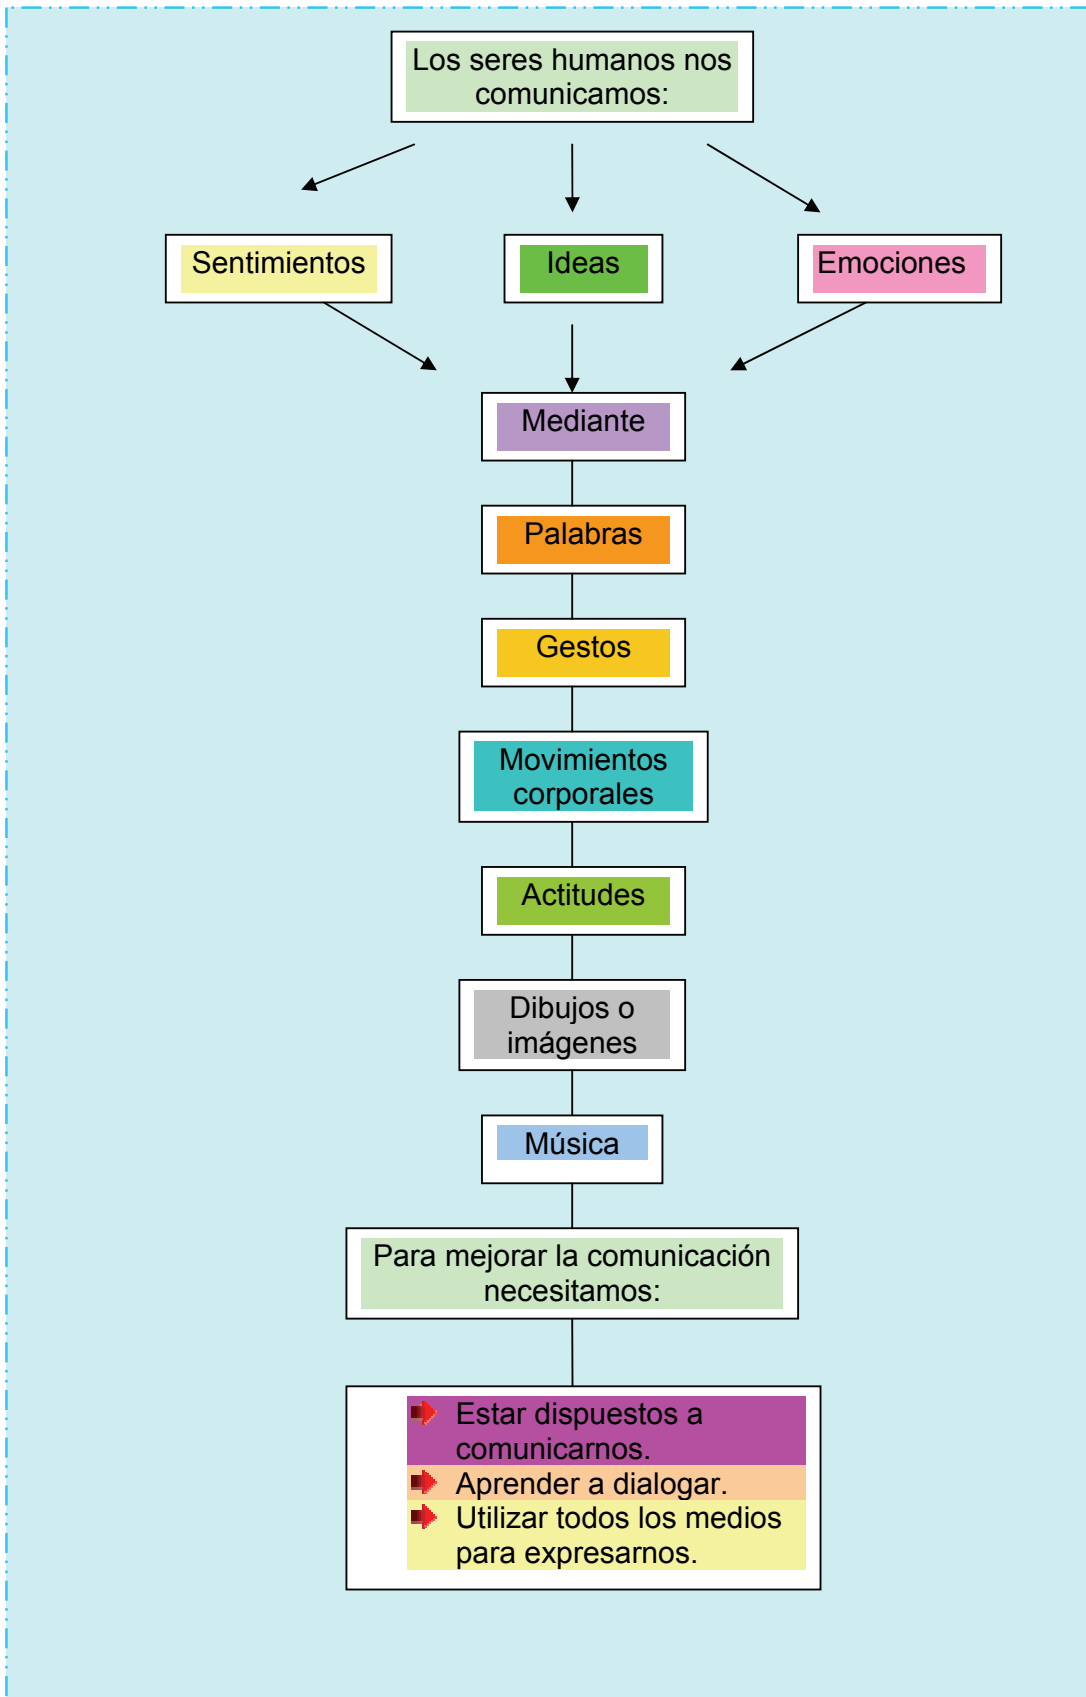 Los seres humanos nos
comunicamos:
Sentimientos
Ideas
Emociones
Mediante
Palabras
Gestos
Movimientos
corporales
Actitudes
Dibujos o
imágenes
Música
Para mejorar la comunicación
necesitamos:
Estar dispuestos a
comunicarnos.
Aprender a dialogar.
Utilizar todos los medios
para expresarnos.